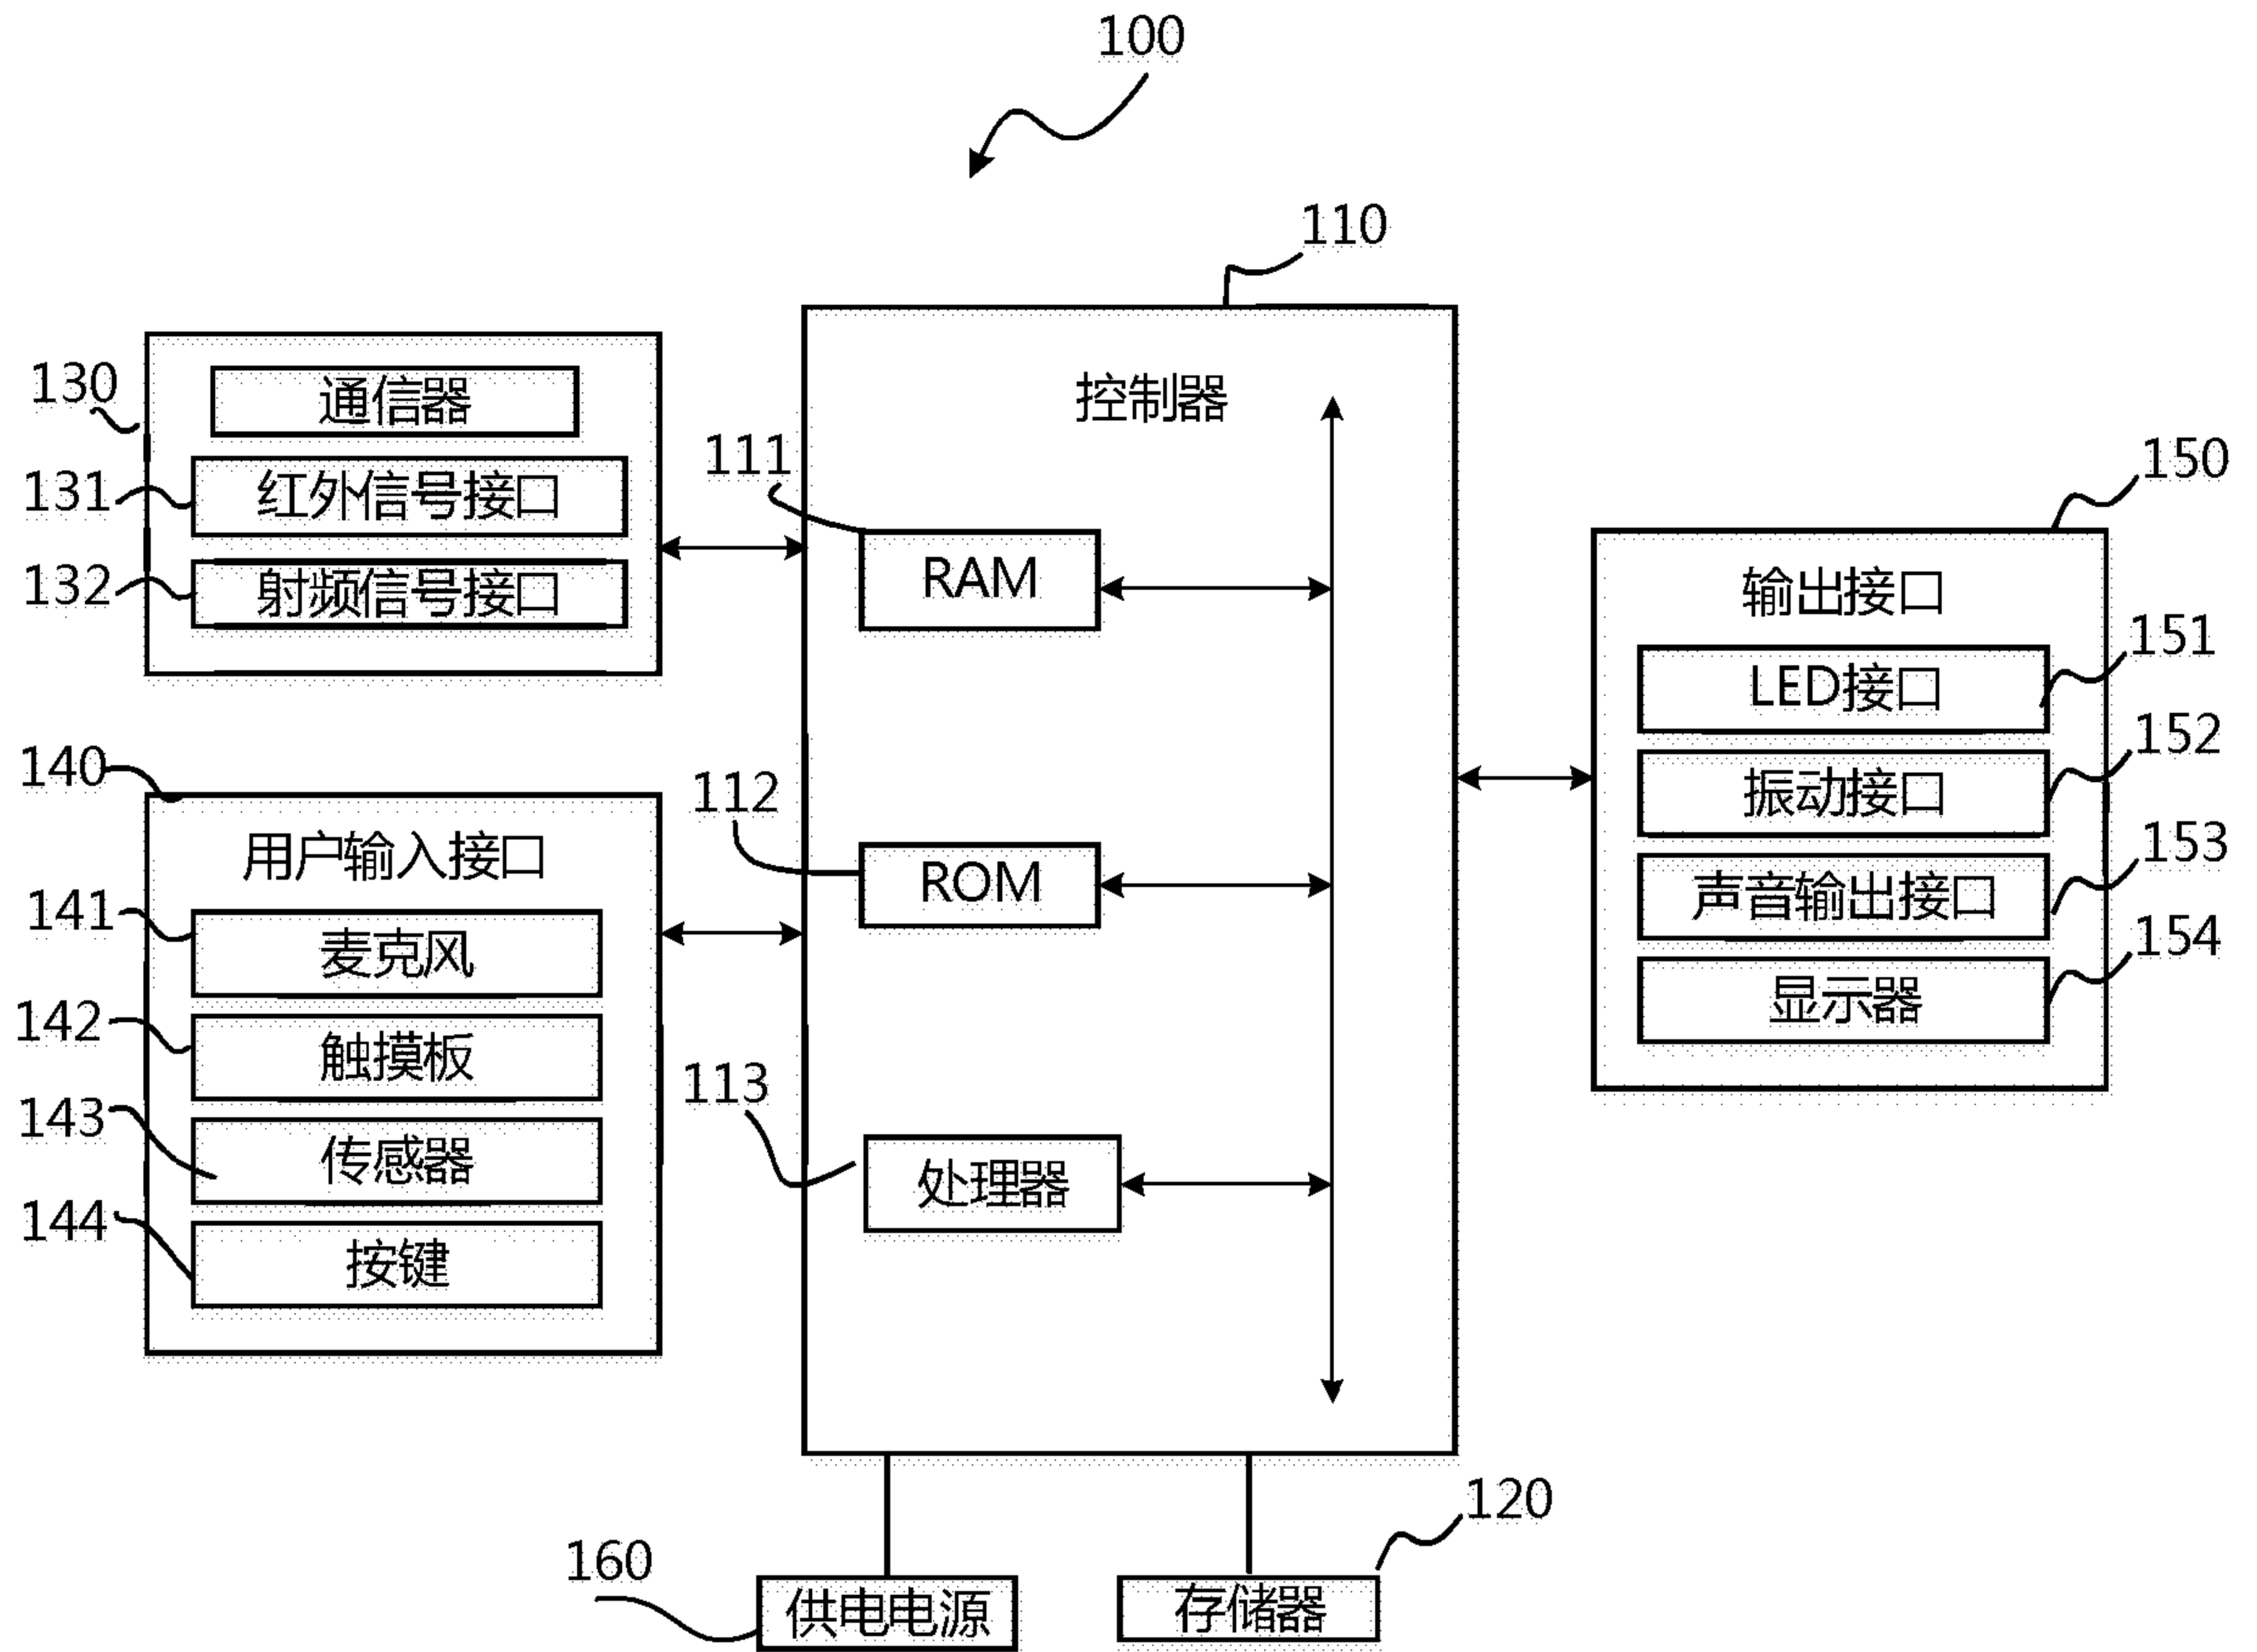 100
110
130
通信器
131
红外信号接口
132
射频信号接口
控制器
111
RAM
112
ROM
113
处理器
140
用户输入接口
141
麦克风
142
触摸板
143
传感器
144
按键
150
输出接口
151
LED接口
152
振动接口
153
声音输出接口
154
显示器
160
供电电源
120
存储器